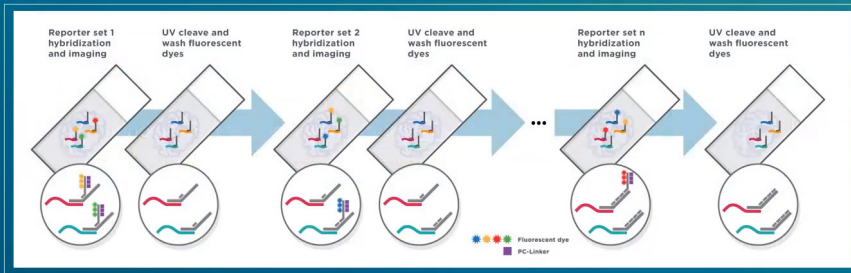 Reporter set 1
hybridization
and imaging
UV cleave and
wash fluorescent
dyes
Reporter set 2
hybridization
and imaging
UV cleave and
wash fluorescent
dyes
...
Reporter set n
hybridization
and imaging
UV cleave and
wash fluorescent
dyes
Fluorescent dye
PC-Linker